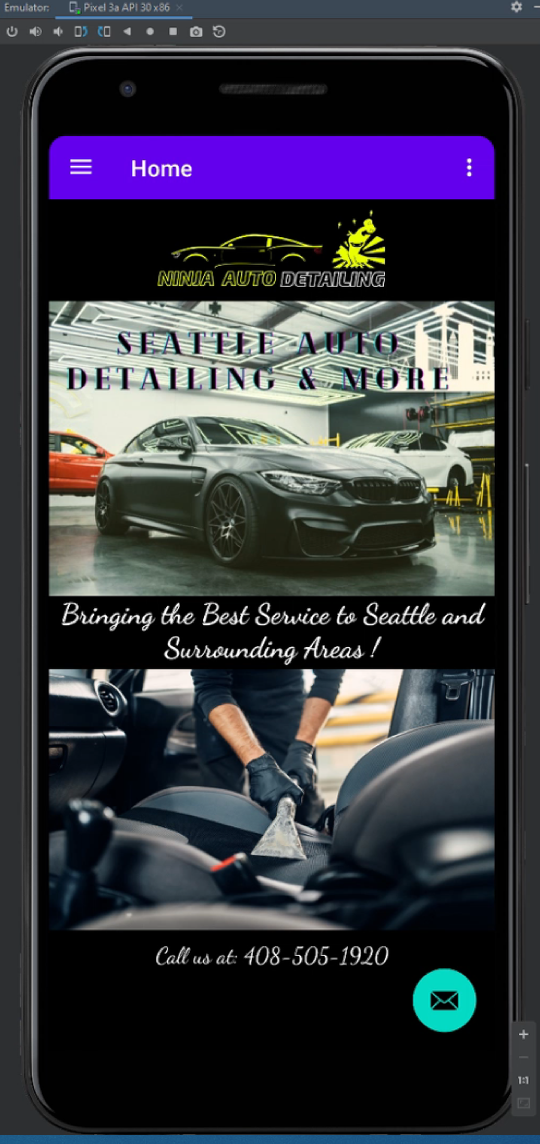 Emulator:
Pixel 3a API 30 x86
Home
NINJA AUTO DETAILING
SEATTLE AUTO
DETAILING & MORE
Bringing the Best Service to Seattle and
Surrounding Areas !
Call us at: 408-505-1920
1:1